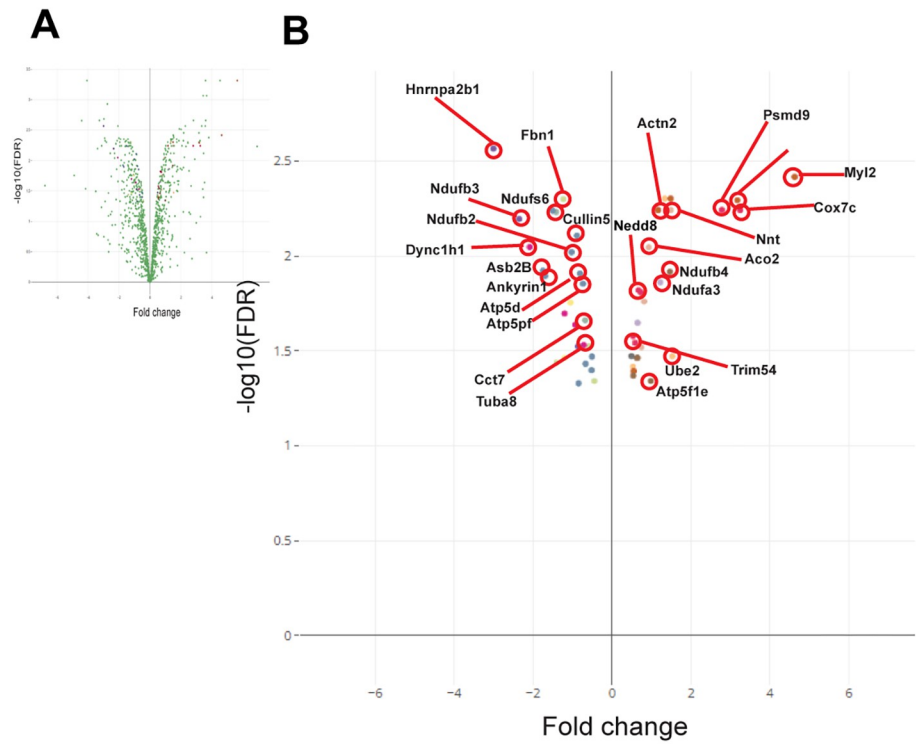 A
B
-log10(FDR)
Fold change
Hnrnpa2b1
Fbn1
Actn2
Psmd9
Myl2
Ndufb3
Ndufs6
Cox7c
Ndufb2
Cullin5
Nedd8
Nnt
Dync1h1
Aco2
Asb2B
Ndufb4
Ankyrin1
Ndufa3
Atp5d
Atp5pf
Cct7
Ube2
Trim54
Tuba8
Atp5f1e
2.5
2
1.5
1
0.5
0
-log10(FDR)
−6 −4 −2 0 2 4 6
Fold change